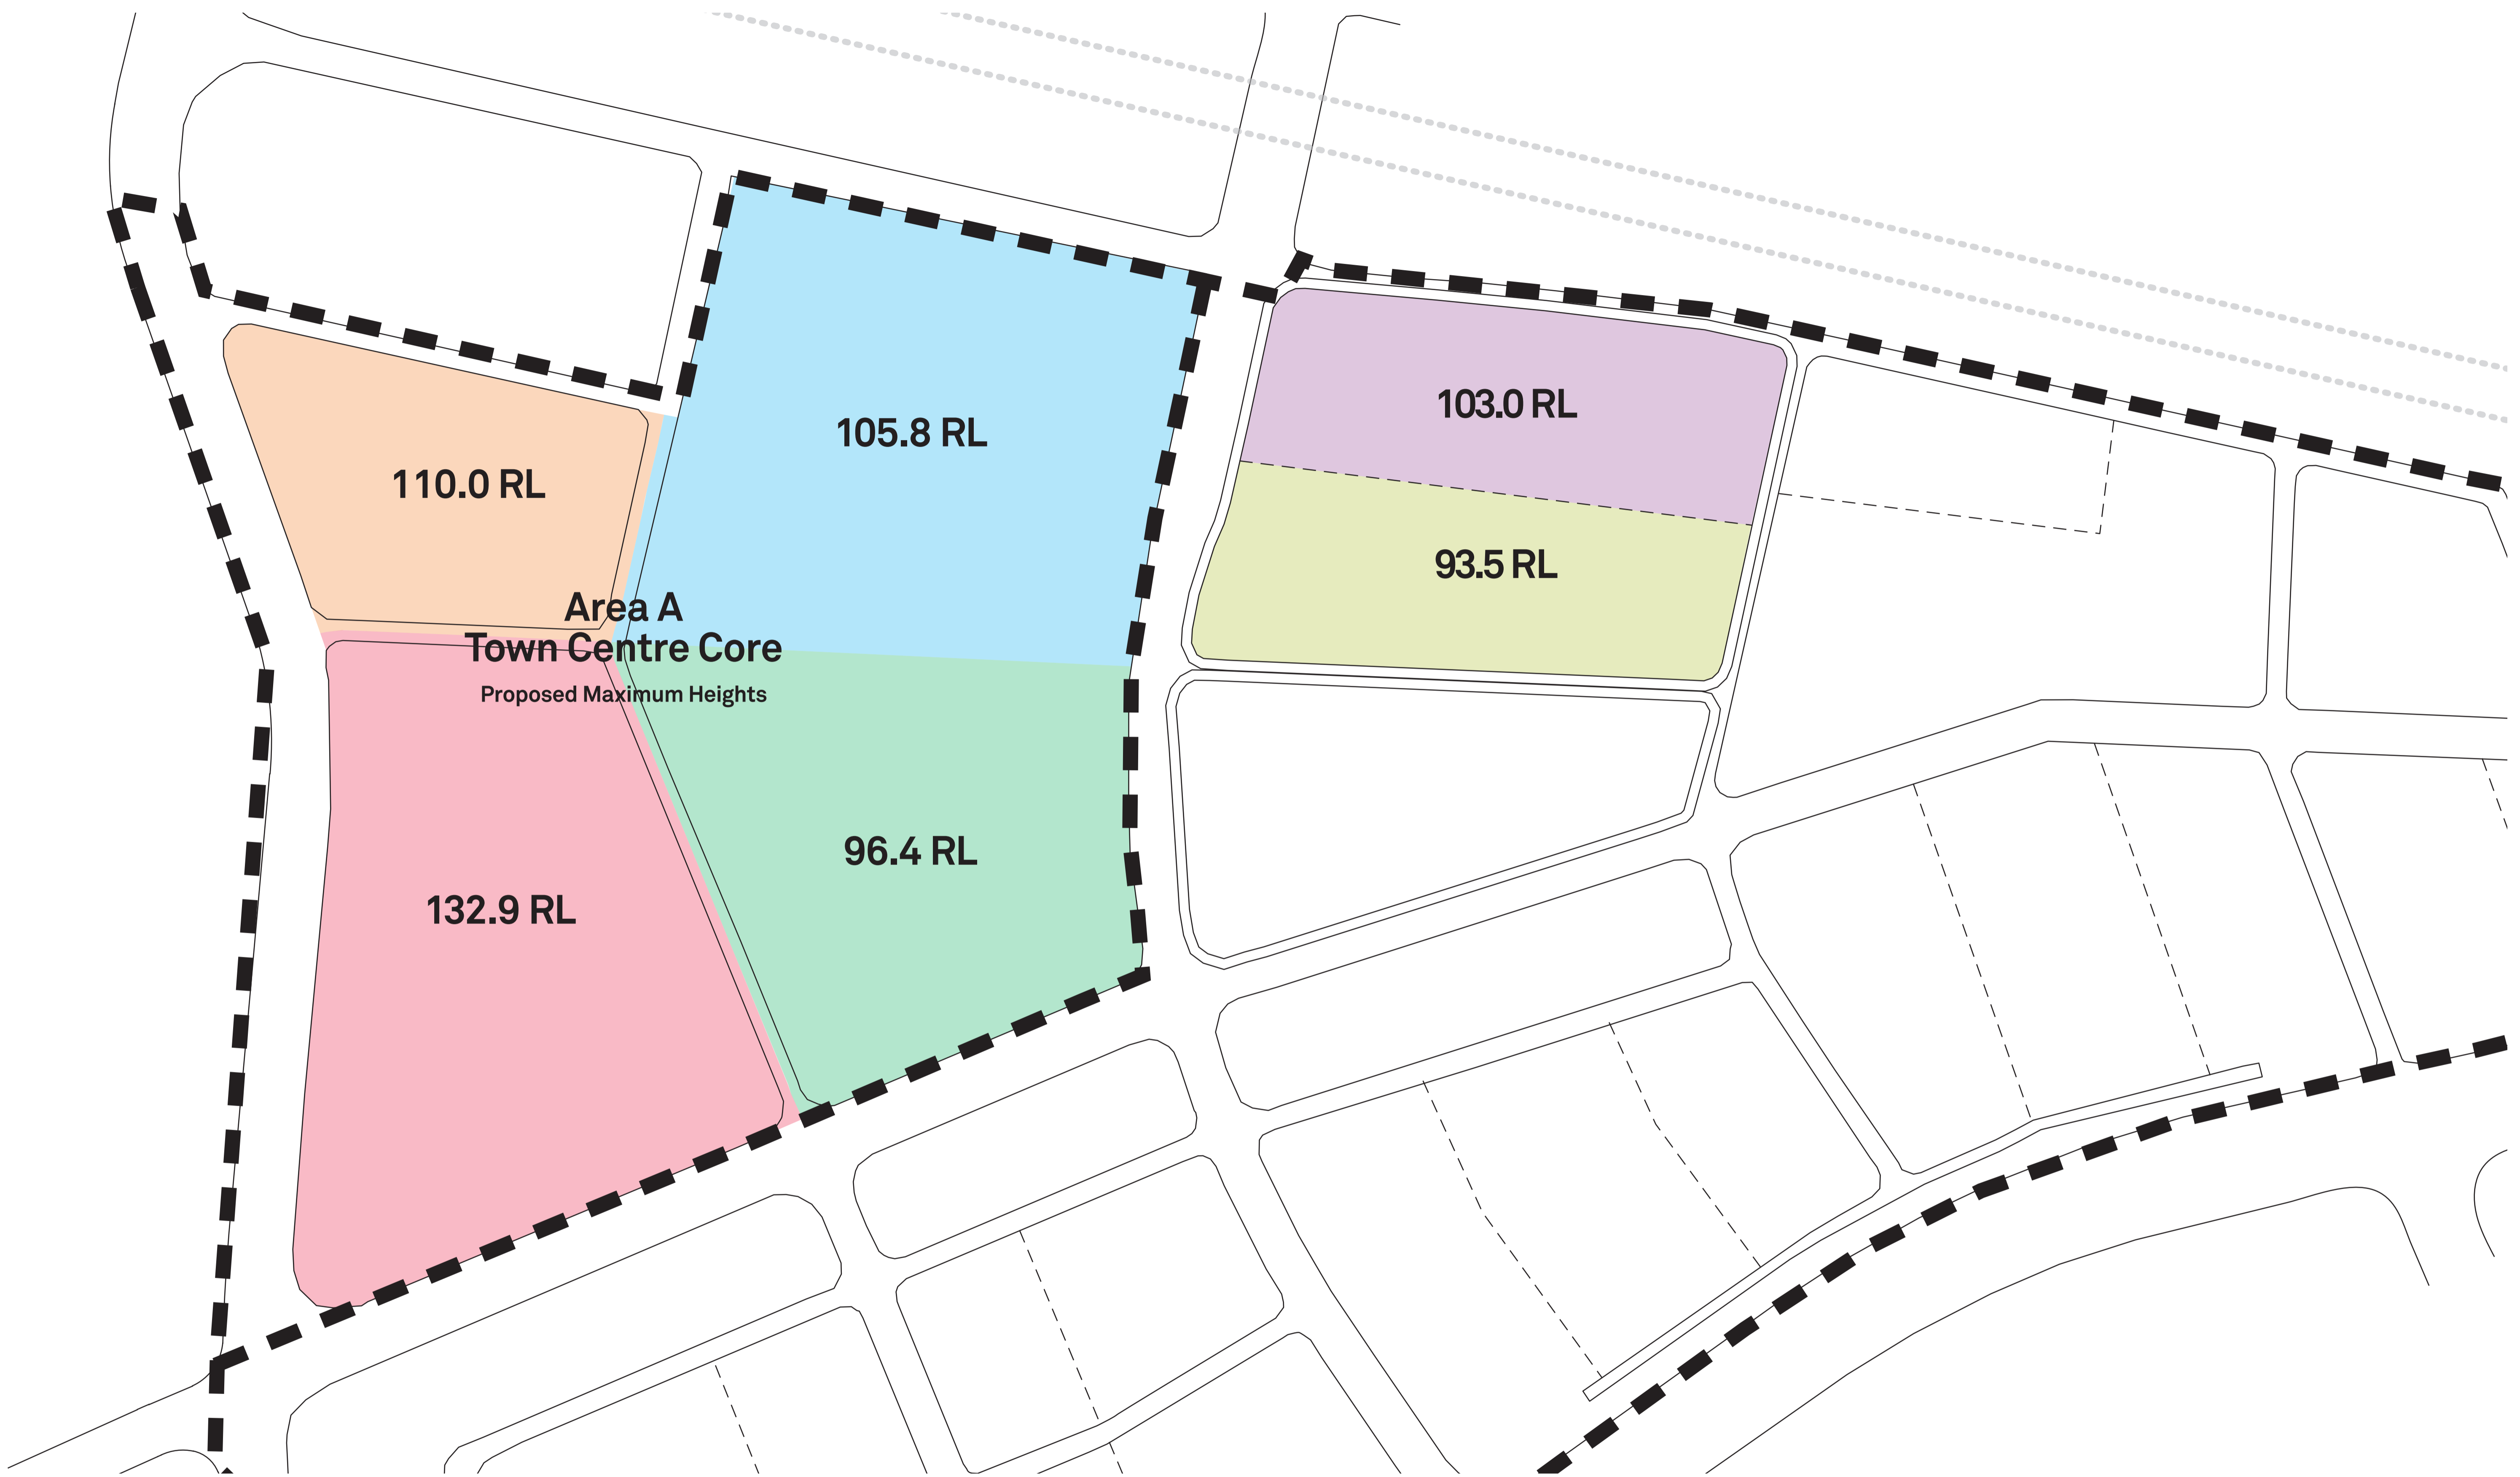 103.0 RL
105.8 RL
110.0 RL
93.5 RL
Area A
Town Centre Core
Proposed Maximum Heights
96.4 RL
132.9 RL